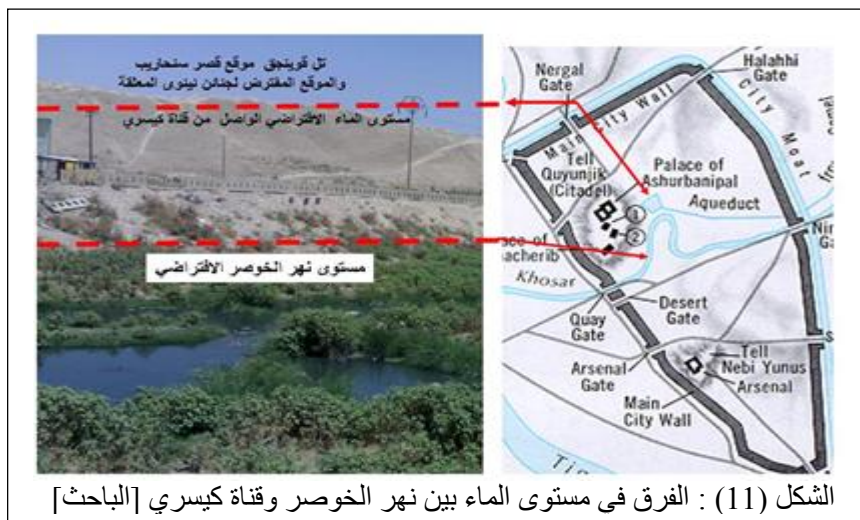 تل قوينجق موقع قصر سنحاريب
والموقع المفترض لجنائن نينوى المعلقة
مستوى الماء الافتراضي الواصل من قناة كيسري
مستوى نهر الخوصر الافتراضي
Nergal
Gate
Halahhi
Gate
Main City Wall
City Moat
Tell
Quyunjik
(Citadel)
Palace of
Ashurbanipal
Aqueduct
1
2
Khosar
Desert
Gate
Quay
Gate
Arsenal
Gate
Tell
Nebi Yunus
Arsenal
Main
City Wall
الشكل (11) : الفرق في مستوى الماء بين نهر الخوصر وقناة كيسري [الباحث]